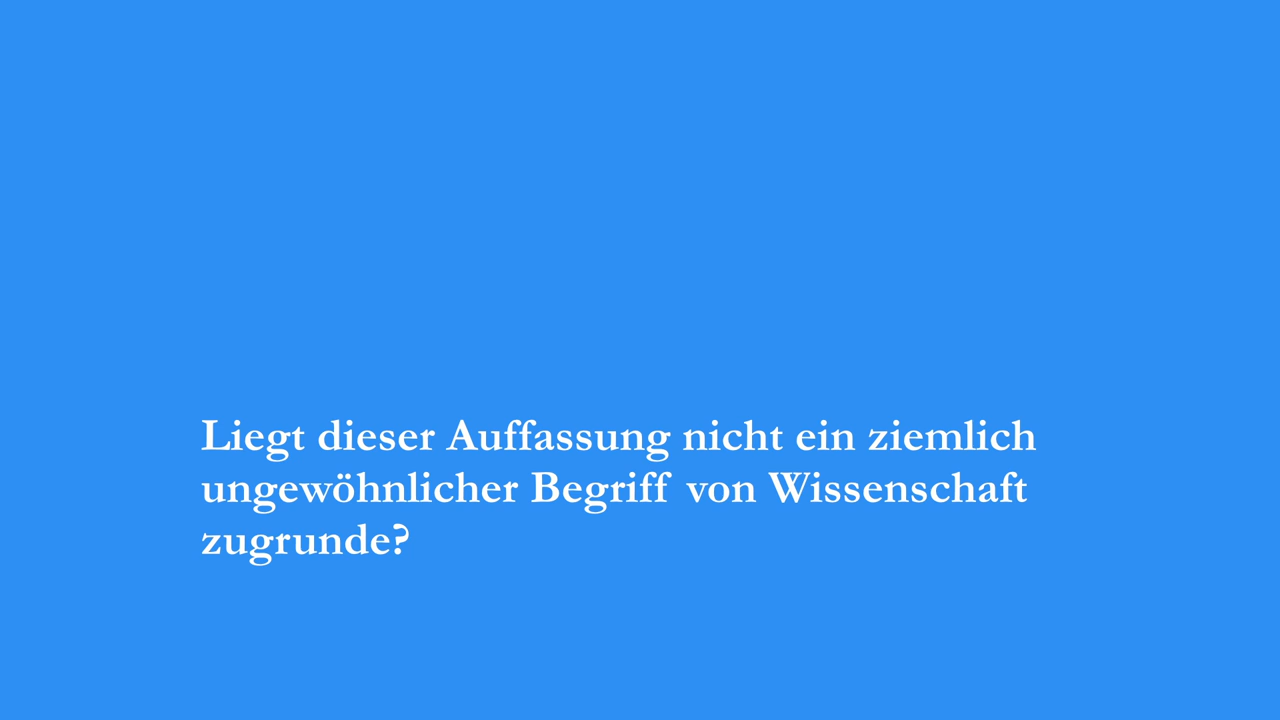 Liegt dieser Auffassung nicht ein ziemlich
ungewöhnlicher Begriff von Wissenschaft
zugrunde?